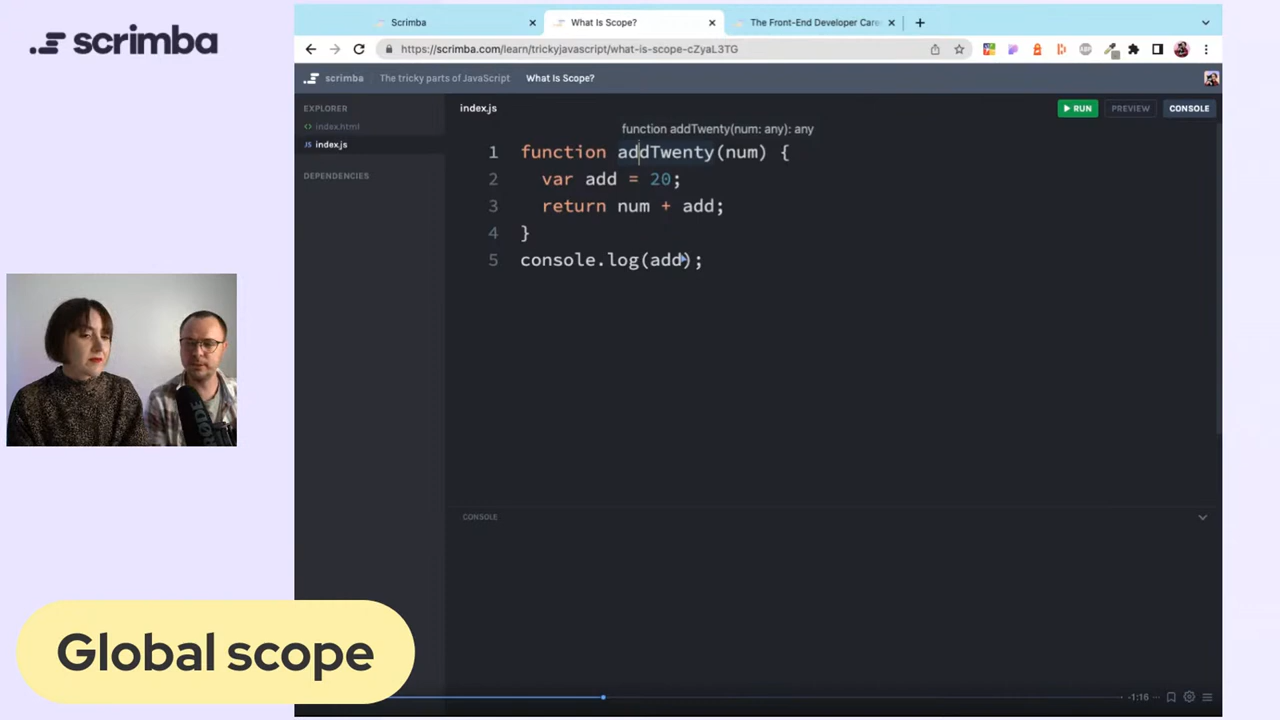 scrimba
Scrimba
What Is Scope?
The Front-End Developer Care
https://scrimba.com/learn/trickyjavascript/what-is-scope-cZyaL3TG
scrimba
The tricky parts of JavaScript
What Is Scope?
EXPLORER
index.html
index.js
DEPENDENCIES
index.js
RUN
PREVIEW
CONSOLE
function addTwenty(num: any): any
1 function addTwenty(num) {
2 var add = 20;
3 return num + add;
4 }
5 console.log(add);
CONSOLE
RODE
Global scope
-1:16